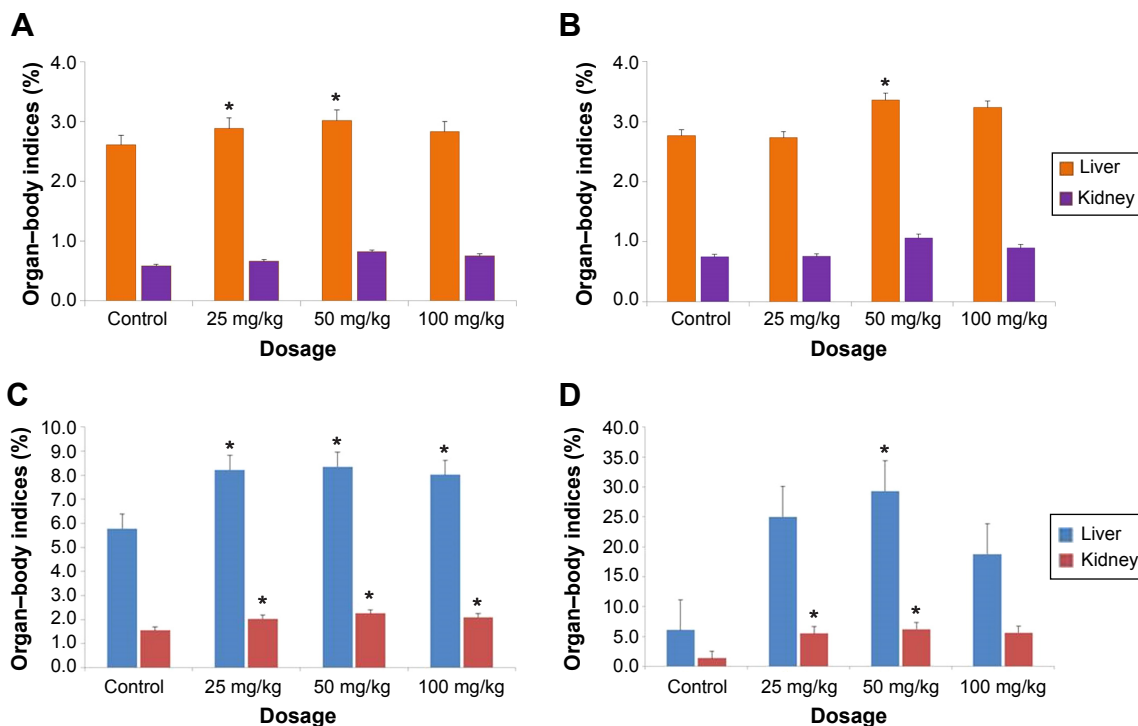 A
Organ–body indices (%)
4.0
3.0
2.0
1.0
0.0
*
*
Control
25 mg/kg
50 mg/kg
100 mg/kg
Dosage
B
Organ–body indices (%)
4.0
3.0
2.0
1.0
0.0
*
Control
25 mg/kg
50 mg/kg
100 mg/kg
Dosage
Liver
Kidney
C
Organ–body indices (%)
10.0
9.0
8.0
7.0
6.0
5.0
4.0
3.0
2.0
1.0
0.0
*
*
*
*
*
*
Control
25 mg/kg
50 mg/kg
100 mg/kg
Dosage
D
Organ–body indices (%)
40.0
35.0
30.0
25.0
20.0
15.0
10.0
5.0
0.0
*
*
*
Control
25 mg/kg
50 mg/kg
100 mg/kg
Dosage
Liver
Kidney